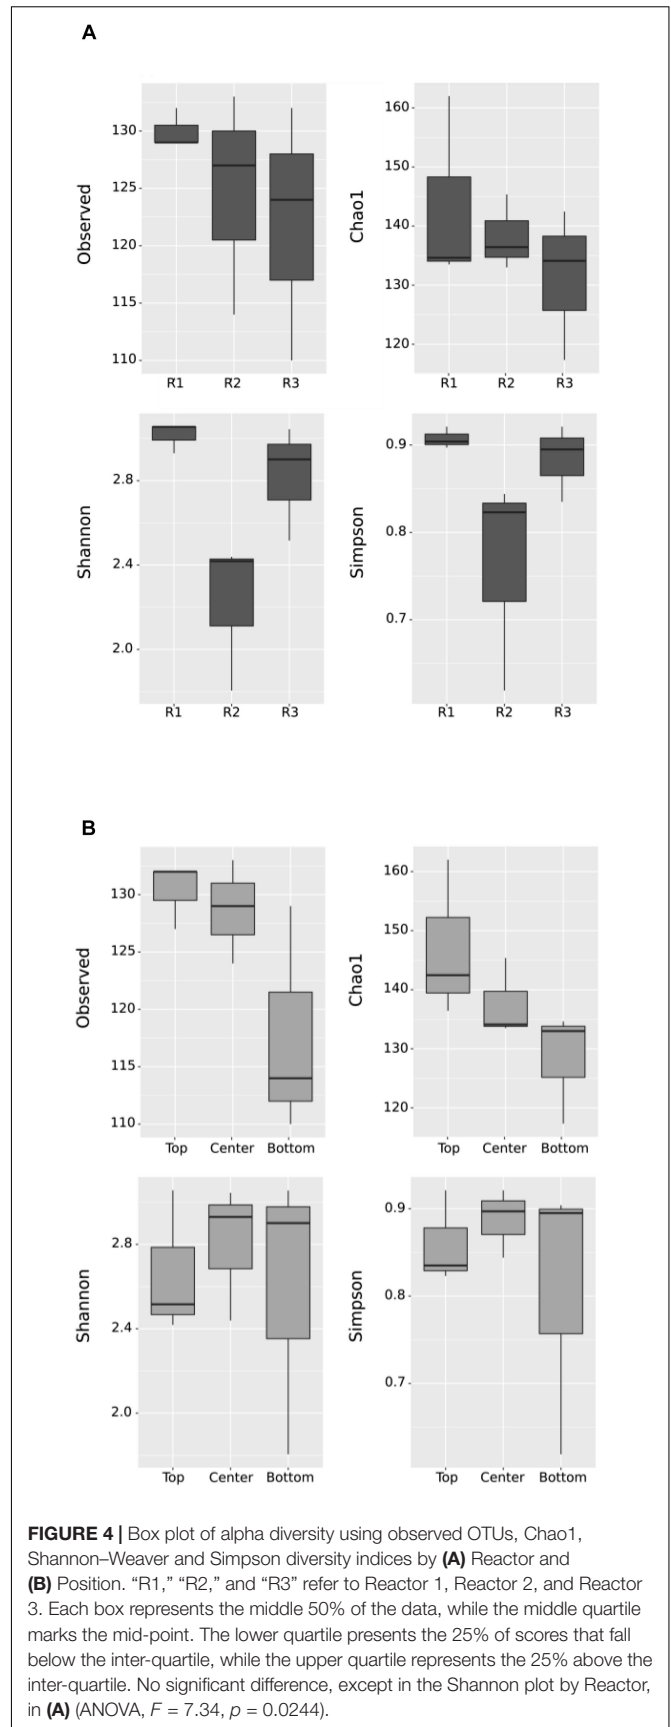 A
Observed
130
125
120
115
110
R1 R2 R3
Chao1
160
150
140
130
120
R1 R2 R3
Shannon
2.8
2.4
2.0
R1 R2 R3
Simpson
0.9
0.8
0.7
R1 R2 R3
B
Observed
130
125
120
115
110
Top Center Bottom
Chao1
160
150
140
130
120
Top Center Bottom
Shannon
2.8
2.4
2.0
Top Center Bottom
Simpson
0.9
0.8
0.7
Top Center Bottom
FIGURE 4 | Box plot of alpha diversity using observed OTUs, Chao1,
Shannon–Weaver and Simpson diversity indices by (A) Reactor and
(B) Position. “R1,” “R2,” and “R3” refer to Reactor 1, Reactor 2, and Reactor
3. Each box represents the middle 50% of the data, while the middle quartile
marks the mid-point. The lower quartile presents the 25% of scores that fall
below the inter-quartile, while the upper quartile represents the 25% above the
inter-quartile. No significant difference, except in the Shannon plot by Reactor,
in (A) (ANOVA, F = 7.34, p = 0.0244).